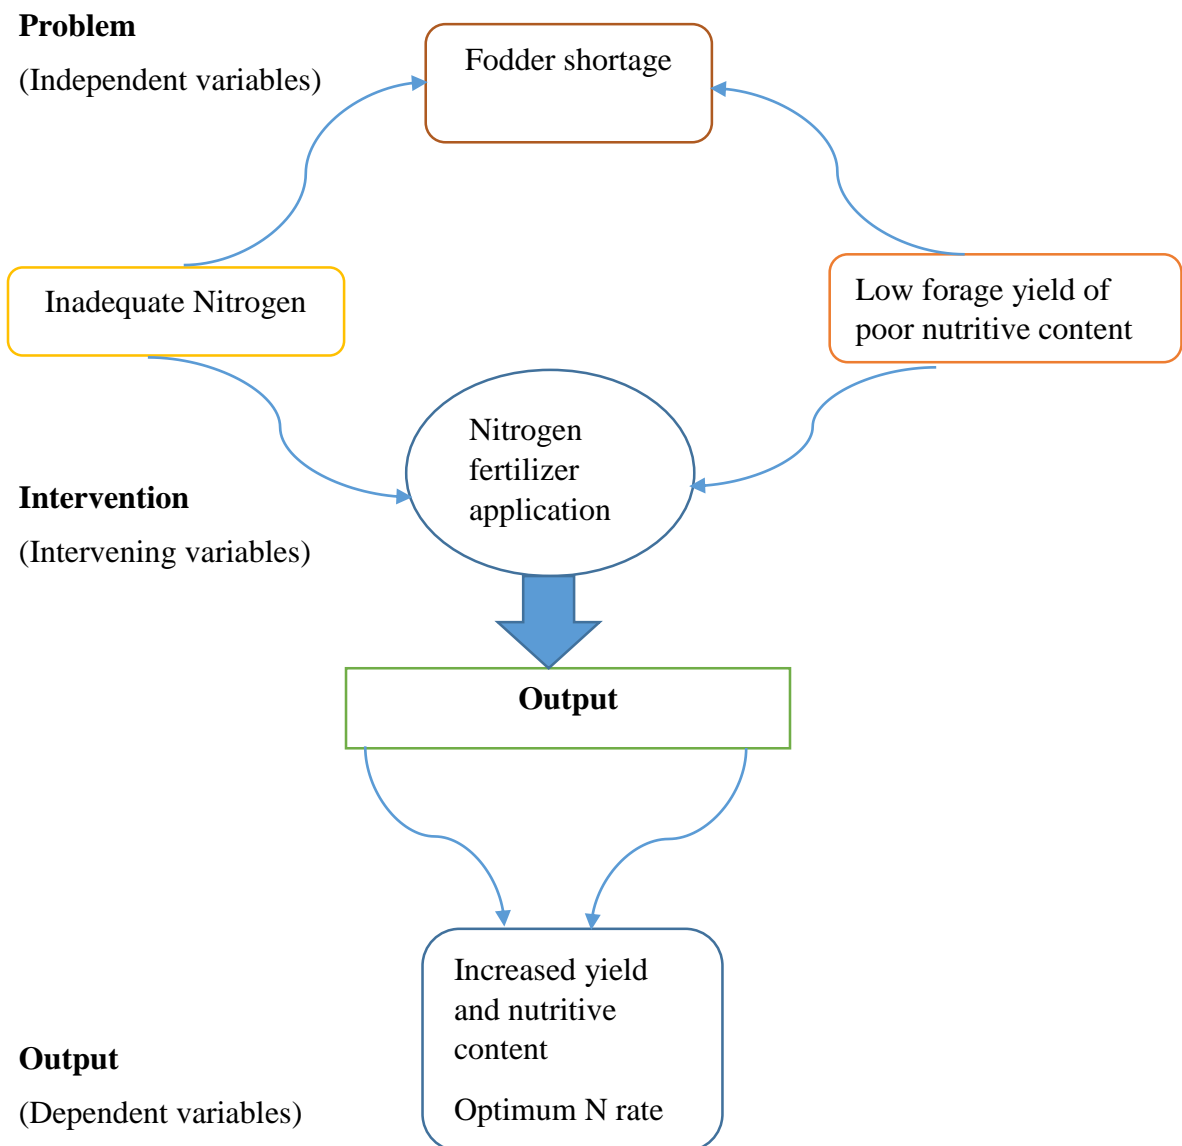 Problem
(Independent variables)
Fodder shortage
Inadequate Nitrogen
Low forage yield of
poor nutritive content
Nitrogen
fertilizer
application
Intervention
(Intervening variables)
Output
Increased yield
and nutritive
content
Optimum N rate
Output
(Dependent variables)